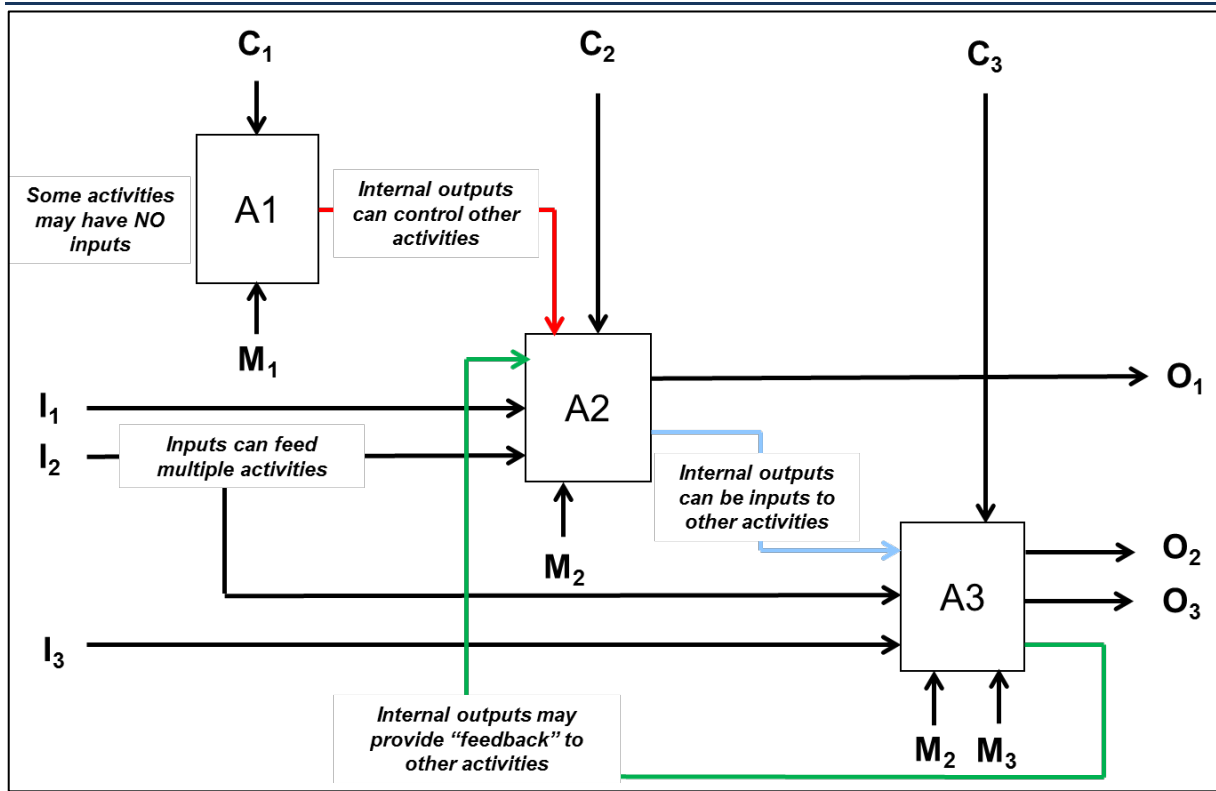 C₁
C₂
C₃
Some activities
may have NO
inputs
A1
Internal outputs
can control other
activities
M₁
I₁
I₂
Inputs can feed
multiple activities
A2
O₁
Internal outputs
can be inputs to
other activities
M₂
A3
O₂
O₃
I₃
Internal outputs may
provide “feedback” to
other activities
M₂ M₃